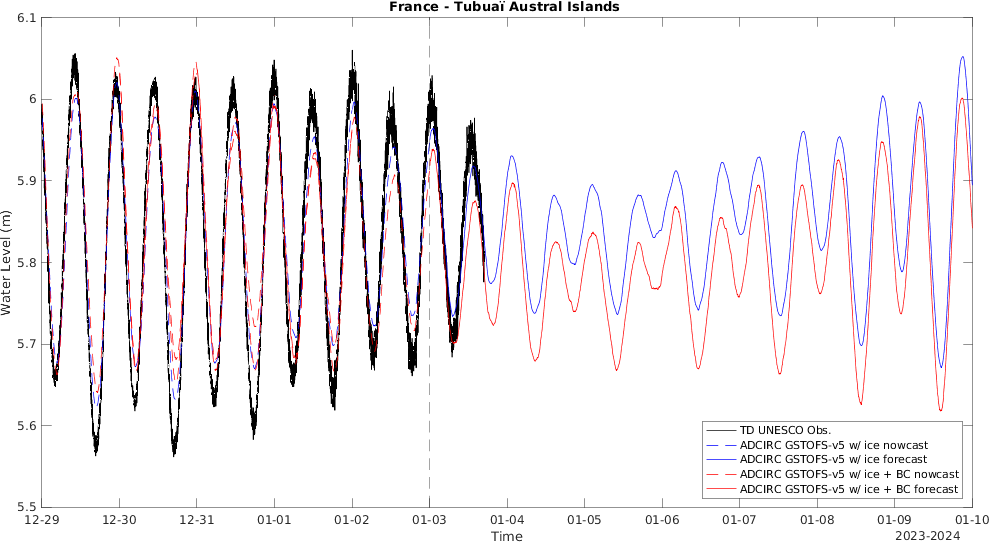 France - Tubuaï Austral Islands
6.1
6
5.9
5.8
5.7
5.6
5.5
Water Level (m)
TD UNESCO Obs.
ADCIRC GSTOFS-v5 w/ ice nowcast
ADCIRC GSTOFS-v5 w/ ice forecast
ADCIRC GSTOFS-v5 w/ ice + BC nowcast
ADCIRC GSTOFS-v5 w/ ice + BC forecast
12-29 12-30 12-31 01-01 01-02 01-03 01-04 01-05 01-06 01-07 01-08 01-09 01-10
Time
2023-2024